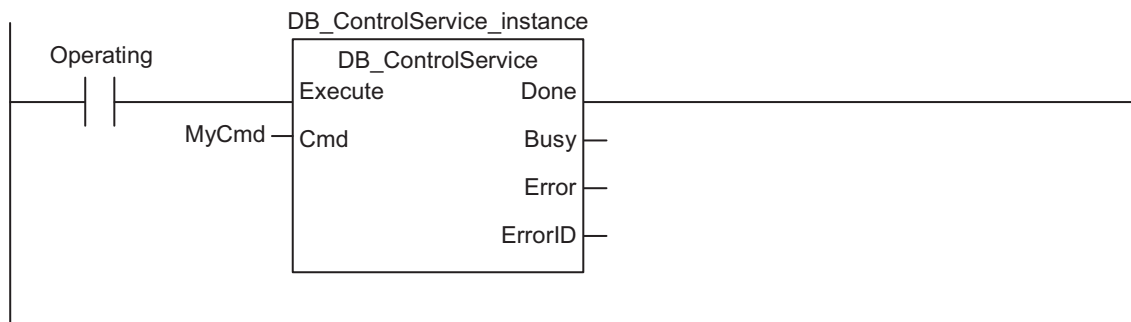 DB_ControlService_instance
Operating
DB_ControlService
Execute Done
MyCmd Cmd Busy
Error
ErrorID